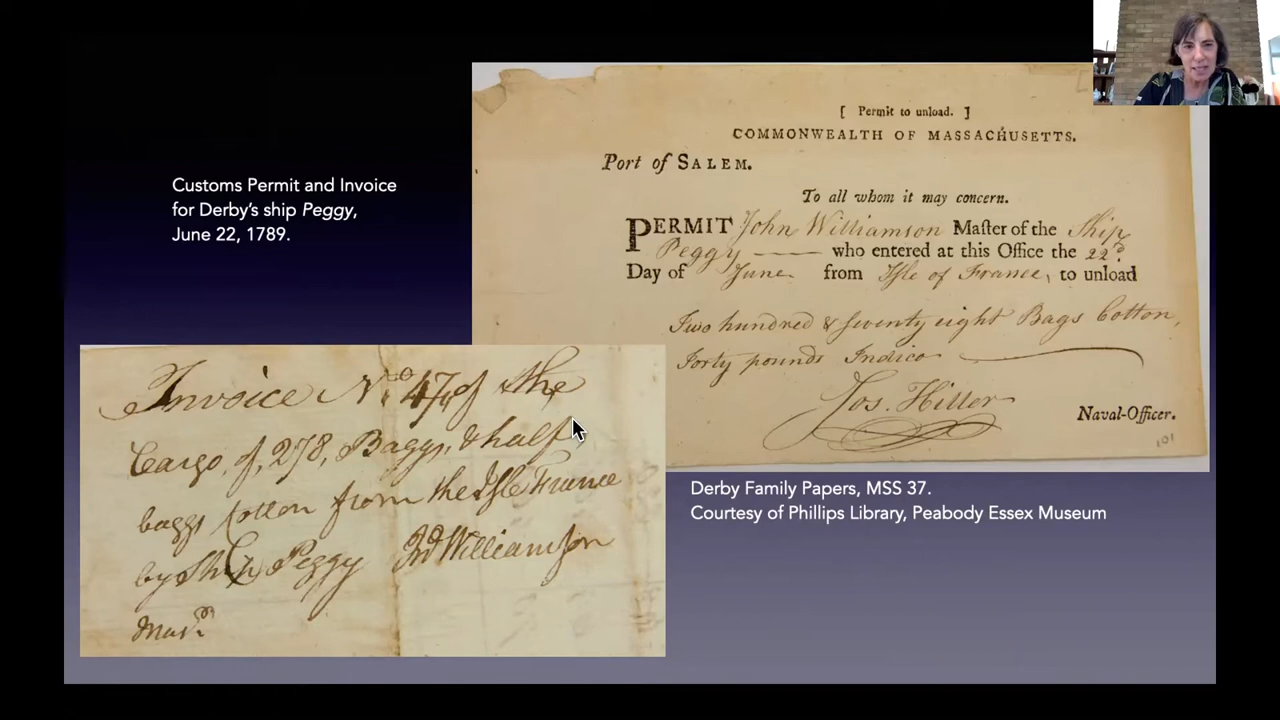 Customs Permit and Invoice
for Derby's ship Peggy,
June 22, 1789.
[ Permit to unload. ]
COMMONWEALTH OF MASSACHUSETTS.
Port of SALEM.
To all whom it may concern.
PERMIT John Williamson Master of the Ship
Peggy —— who entered at this Office the 22d
Day of June from Isle of France, to unload
Two hundred & seventy eight Bags Cotton,
Forty pounds Indico
Jos. Hiller
Naval-Officer.
101
Invoice No. 47, of the
Cargo, of, 278, Baggs, & half
baggs Cotton from the Isle France
by Ship Peggy Jno Williamson
Masr.
Derby Family Papers, MSS 37.
Courtesy of Phillips Library, Peabody Essex Museum